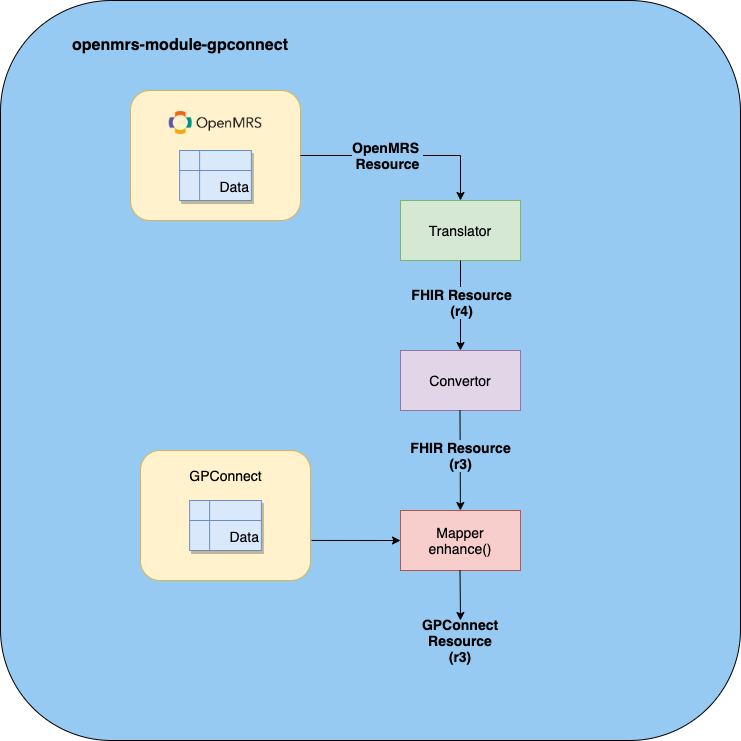 openmrs-module-gpconnect
OpenMRS
Data
OpenMRS
Resource
Translator
FHIR Resource
(r4)
Convertor
FHIR Resource
(r3)
GPConnect
Data
Mapper
enhance()
GPConnect
Resource
(r3)